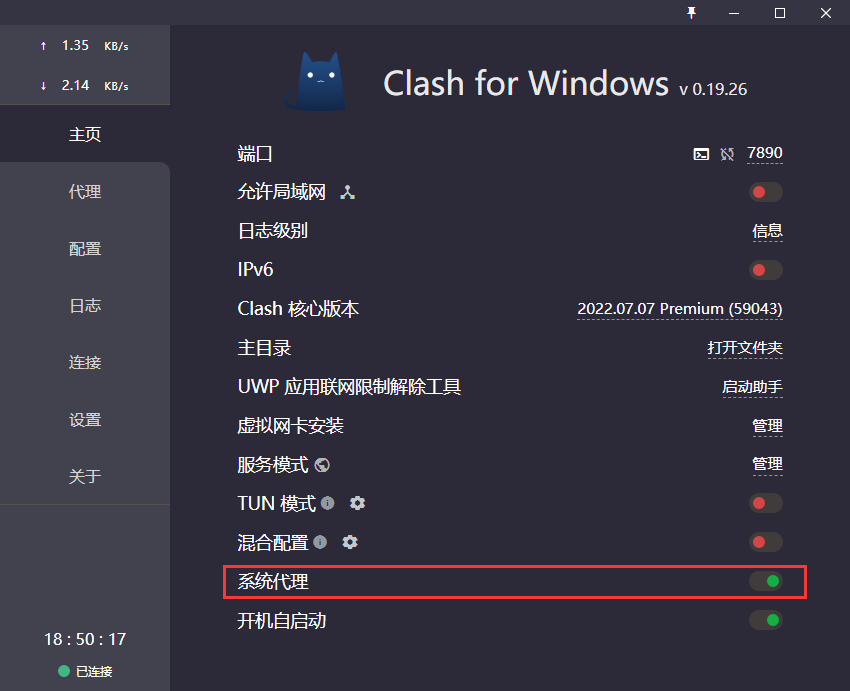 ↑ 1.35 KB/s
↓ 2.14 KB/s
主页
代理
配置
日志
连接
设置
关于
18 : 50 : 17
已连接
Clash for Windows v 0.19.26
端口 7890
允许局域网
日志级别 信息
IPv6
Clash 核心版本 2022.07.07 Premium (59043)
主目录 打开文件夹
UWP 应用联网限制解除工具 启动助手
虚拟网卡安装 管理
服务模式 管理
TUN 模式
混合配置
系统代理
开机自启动